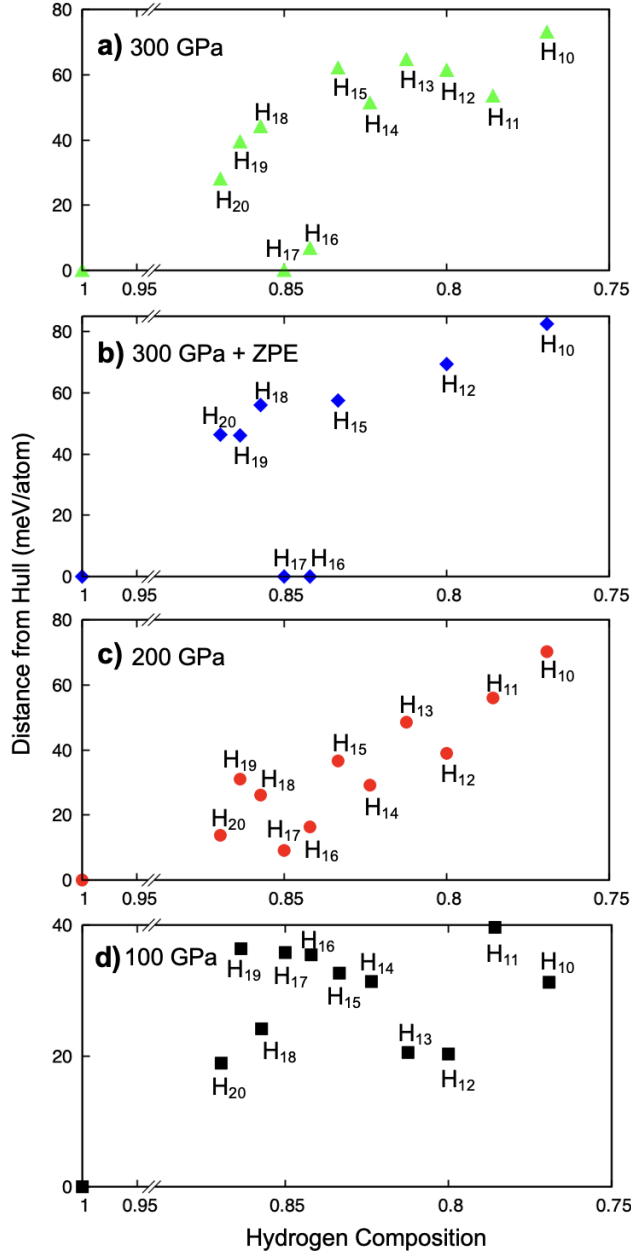 80
a) 300 GPa
H₁₀
60
H₁₅
H₁₃
H₁₂
H₁₄
H₁₁
40
H₁₈
H₁₉
20
H₂₀
H₁₇
H₁₆
0
1
0.95
0.85
0.8
0.75
80
b) 300 GPa + ZPE
H₁₀
60
H₂₀
H₁₈
H₁₅
H₁₂
40
H₁₉
20
H₁₇
H₁₆
0
1
0.95
0.85
0.8
0.75
Distance from Hull (meV/atom)
80
c) 200 GPa
H₁₁
H₁₀
60
H₁₃
40
H₁₉
H₁₈
H₁₅
H₁₂
H₁₄
20
H₂₀
H₁₇
H₁₆
0
1
0.95
0.85
0.8
0.75
40
d) 100 GPa
H₁₆
H₁₉
H₁₇
H₁₄
H₁₅
H₁₁
H₁₀
H₁₈
H₁₃
20
H₂₀
H₁₂
0
1
0.95
0.85
0.8
0.75
Hydrogen Composition